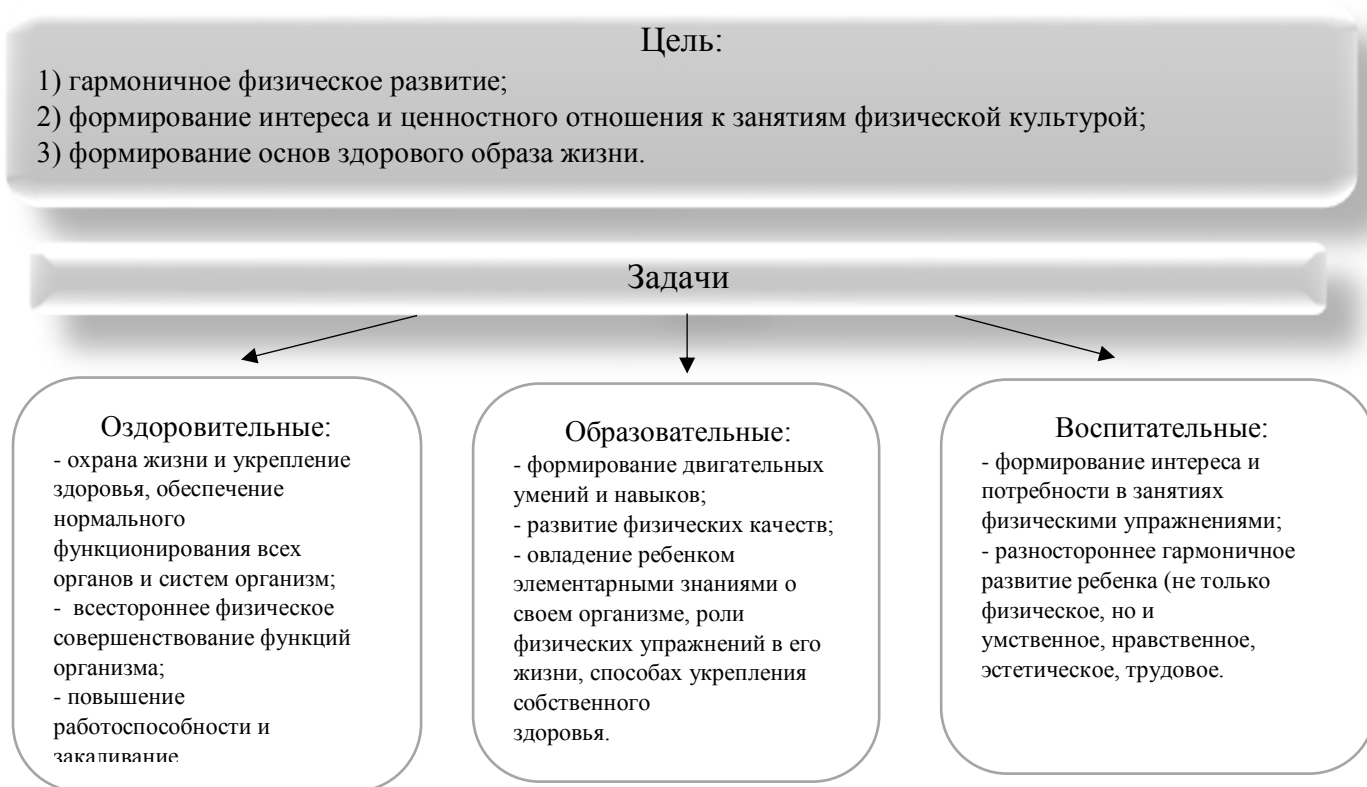 Цель:
1) гармоничное физическое развитие;
2) формирование интереса и ценностного отношения к занятиям физической культурой;
3) формирование основ здорового образа жизни.
Задачи
Оздоровительные:
- охрана жизни и укрепление
здоровья, обеспечение
нормального
функционирования всех
органов и систем организм;
- всестороннее физическое
совершенствование функций
организма;
- повышение
работоспособности и
закаливание
Образовательные:
- формирование двигательных
умений и навыков;
- развитие физических качеств;
- овладение ребенком
элементарными знаниями о
своем организме, роли
физических упражнений в его
жизни, способах укрепления
собственного
здоровья.
Воспитательные:
- формирование интереса и
потребности в занятиях
физическими упражнениями;
- разностороннее гармоничное
развитие ребенка (не только
физическое, но и
умственное, нравственное,
эстетическое, трудовое.